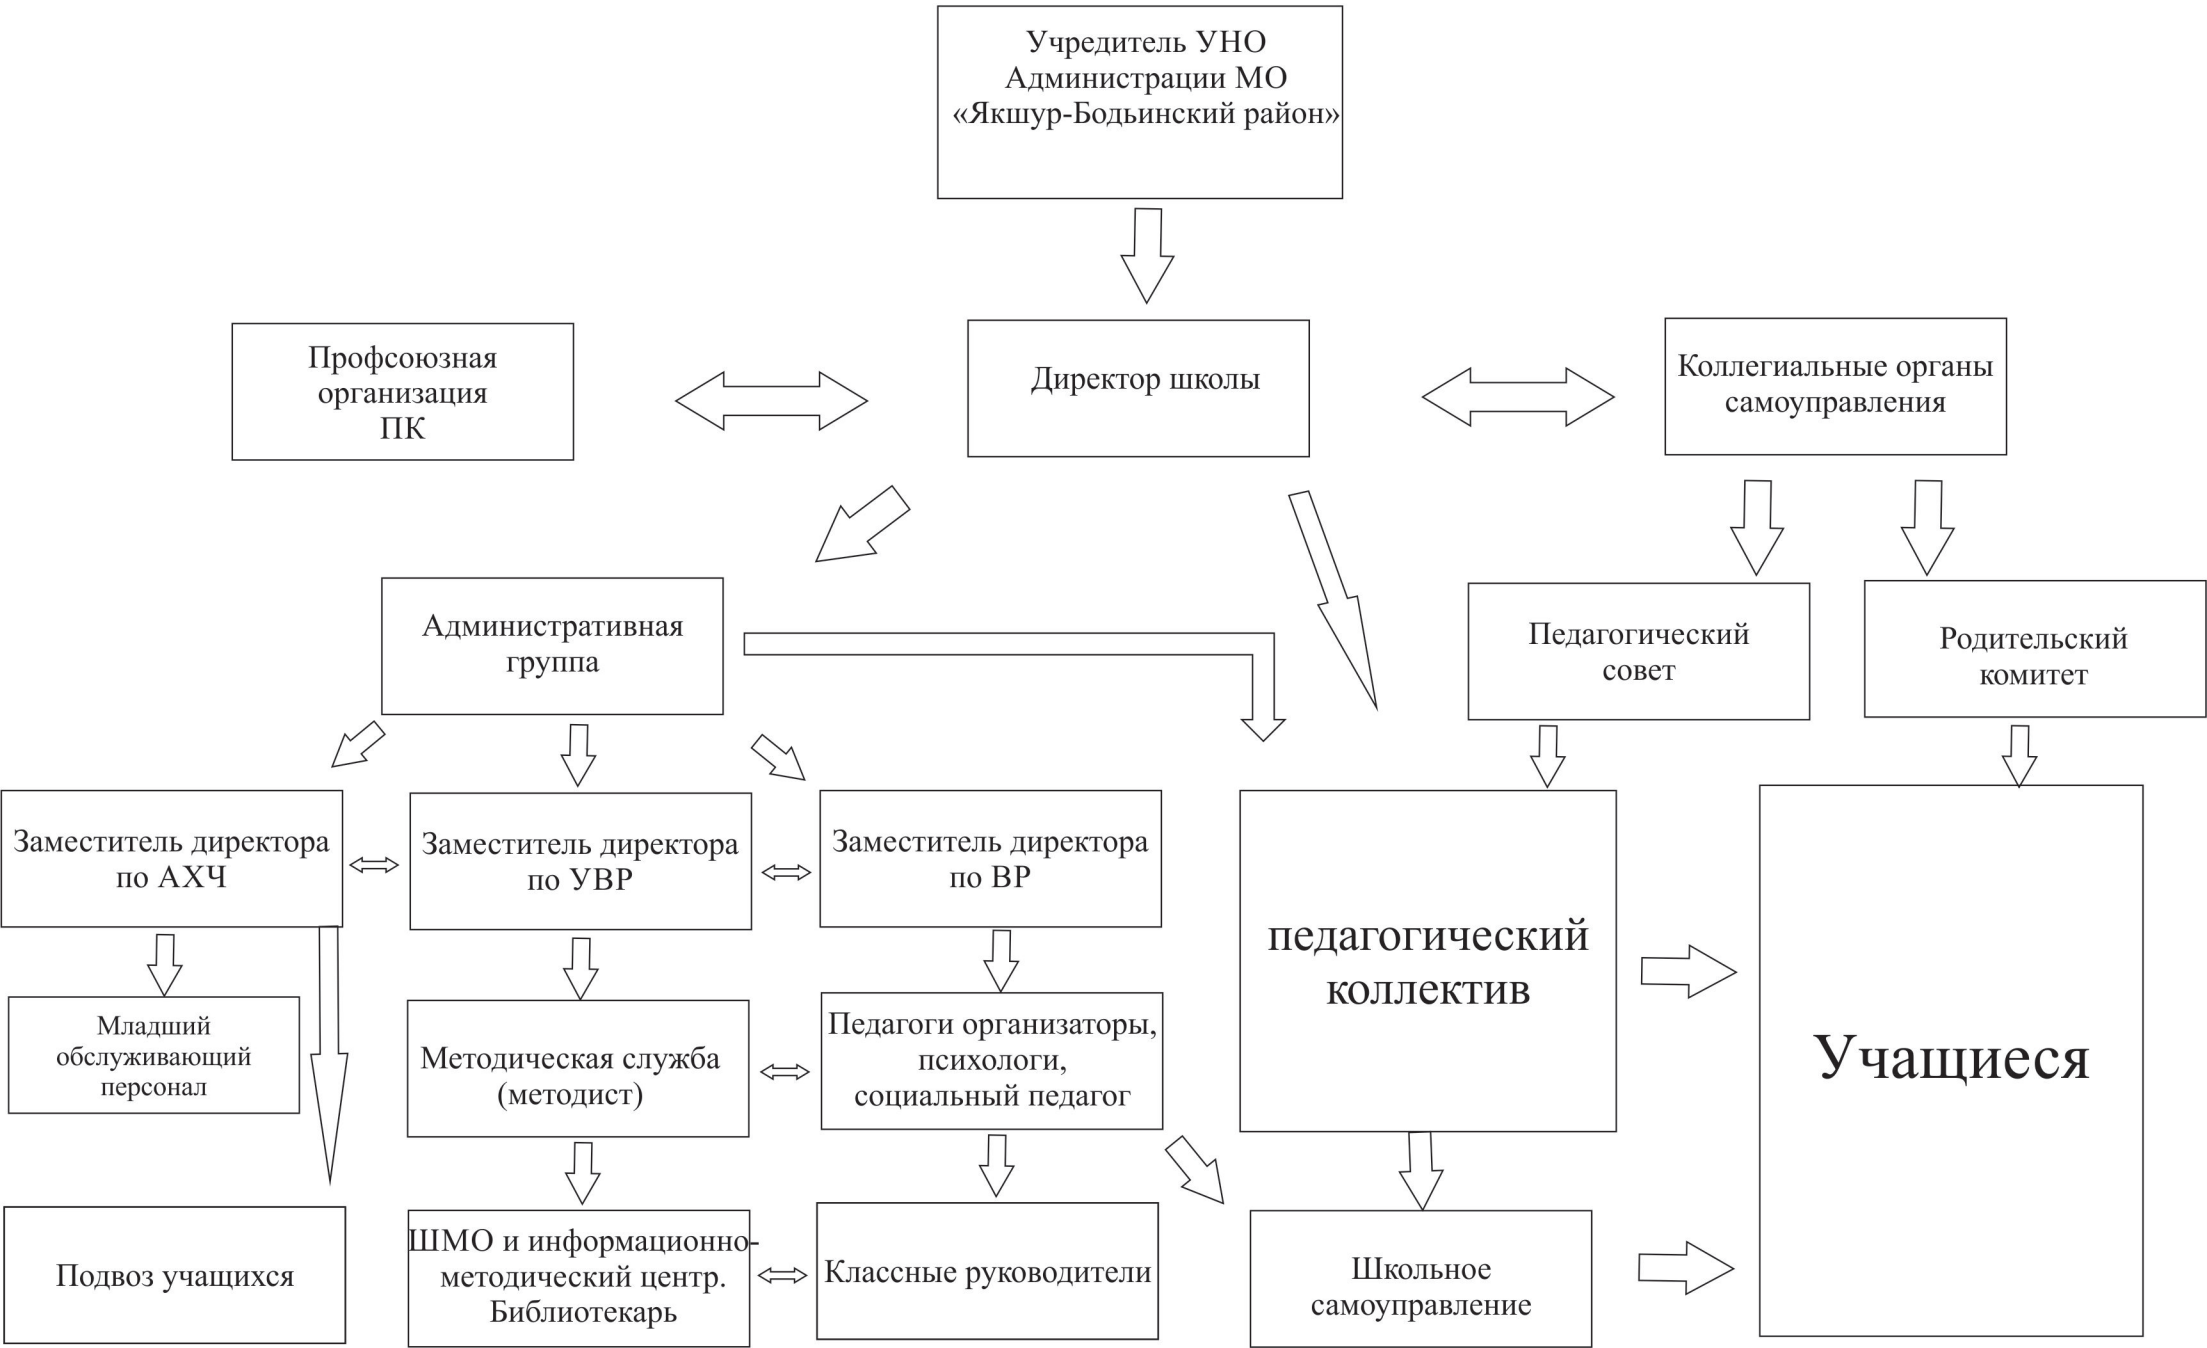 Учредитель УНО
Администрации МО
«Якшур-Бодьинский район»
Профсоюзная
организация
ПК
Директор школы
Коллегиальные органы
самоуправления
Административная
группа
Педагогический
совет
Родительский
комитет
Заместитель директора
по АХЧ
Заместитель директора
по УВР
Заместитель директора
по ВР
педагогический
коллектив
Учащиеся
Младший
обслуживающий
персонал
Методическая служба
(методист)
Педагоги организаторы,
психологи,
социальный педагог
Подвоз учащихся
ШМО и информационно-
методический центр.
Библиотекарь
Классные руководители
Школьное
самоуправление